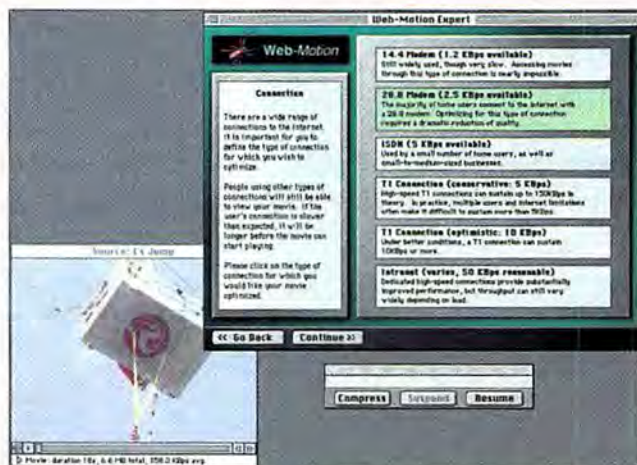 Web-Motion Expert
Web-Motion
Connection
There are a wide range of
connections to the Internet.
It is important for you to
define the type of connection
for which you wish to
optimize.
People using other types of
connections will still be able
to view your movie. If the
user's connection is slower
than expected, it will be
longer before the movie can
start playing.
Please click on the type of
connection for which you
would like your movie
optimized.
14.4 Modem (1.2 KBps available)
Still widely used, though very slow. Accessing movies
through this type of connection is nearly impossible.
28.8 Modem (2.5 KBps available)
The majority of home users connect to the Internet with
a 28.8 modem. Optimizing for this type of connection
requires a dramatic reduction of quality.
ISDN (5 KBps available)
Used by a small number of home users, as well as
small-to-medium-sized businesses.
T1 Connection (conservative: 5 KBps)
High-speed T1 connections can sustain up to 150KBps in
theory. In practice, multiple users and Internet limitations
often make it difficult to sustain more than 5KBps.
T1 Connection (optimistic: 10 KBps)
Under better conditions, a T1 connection can sustain
10KBps or more.
Intranet (varies, 50 KBps reasonable)
Dedicated high-speed connections provide substantially
improved performance, but throughput can still vary
widely depending on load.
<< Go Back
Continue >>
Source: Jump
Movie: duration 18s, 6.6 MB total, KBps avg.
Compress
Suspend
Resume